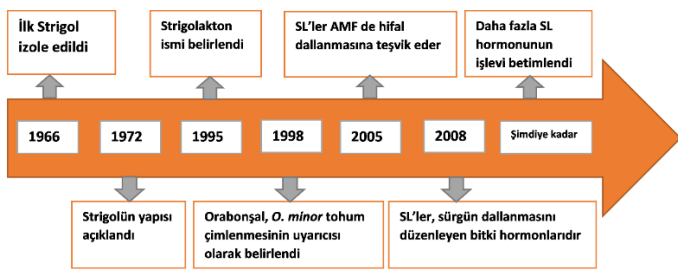 İlk Strigol
izole edildi
Strigolakton
ismi belirlendi
SL'ler AMF de hifal
dallanmasına teşvik eder
Daha fazla SL
hormonunun
işlevi betimlendi
1966
1972
1995
1998
2005
2008
Şimdiye kadar
Strigolün yapısı
açıklandı
Orabonşal, O. minor tohum
çimlenmesinin uyarıcısı
olarak belirlendi
SL'ler, sürgün dallanmasını
düzenleyen bitki hormonlarıdır